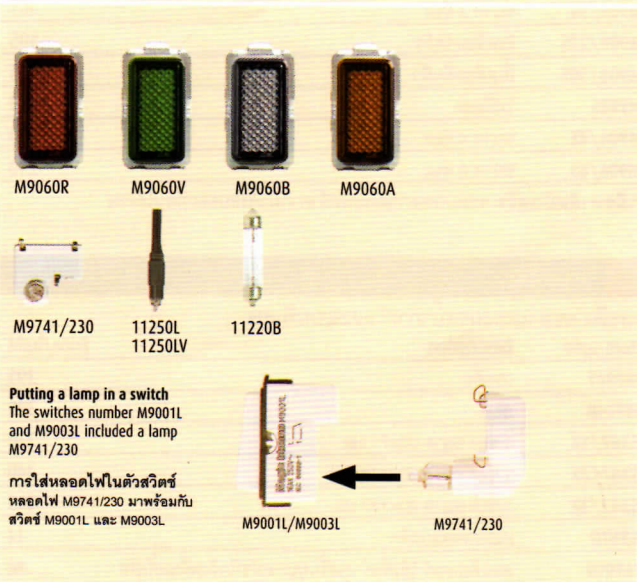 M9060R M9060V M9060B M9060A
M9741/230 11250L 11220B
11250LV
Putting a lamp in a switch
The switches number M9001L
and M9003L included a lamp
M9741/230
การใส่หลอดไฟในตัวสวิตช์
หลอดไฟ M9741/230 มาพร้อมกับ
สวิตช์ M9001L และ M9003L
M9001L/M9003L M9741/230